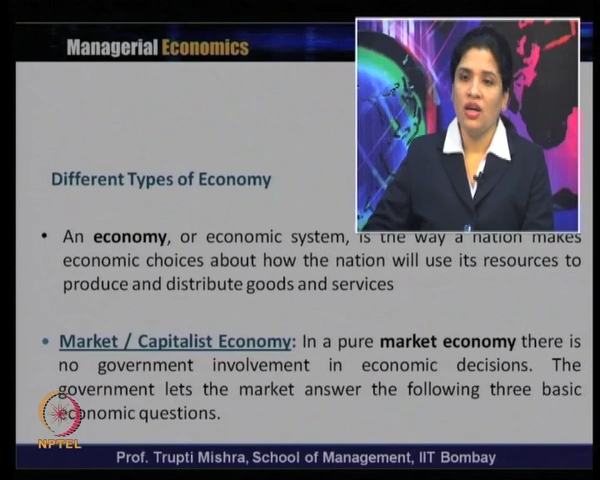 Managerial Economics
Different Types of Economy
• An economy, or economic system, is the way a nation makes
economic choices about how the nation will use its resources to
produce and distribute goods and services
• Market / Capitalist Economy: In a pure market economy there is
no government involvement in economic decisions. The
government lets the market answer the following three basic
economic questions.
NPTEL
Prof. Trupti Mishra, School of Management, IIT Bombay